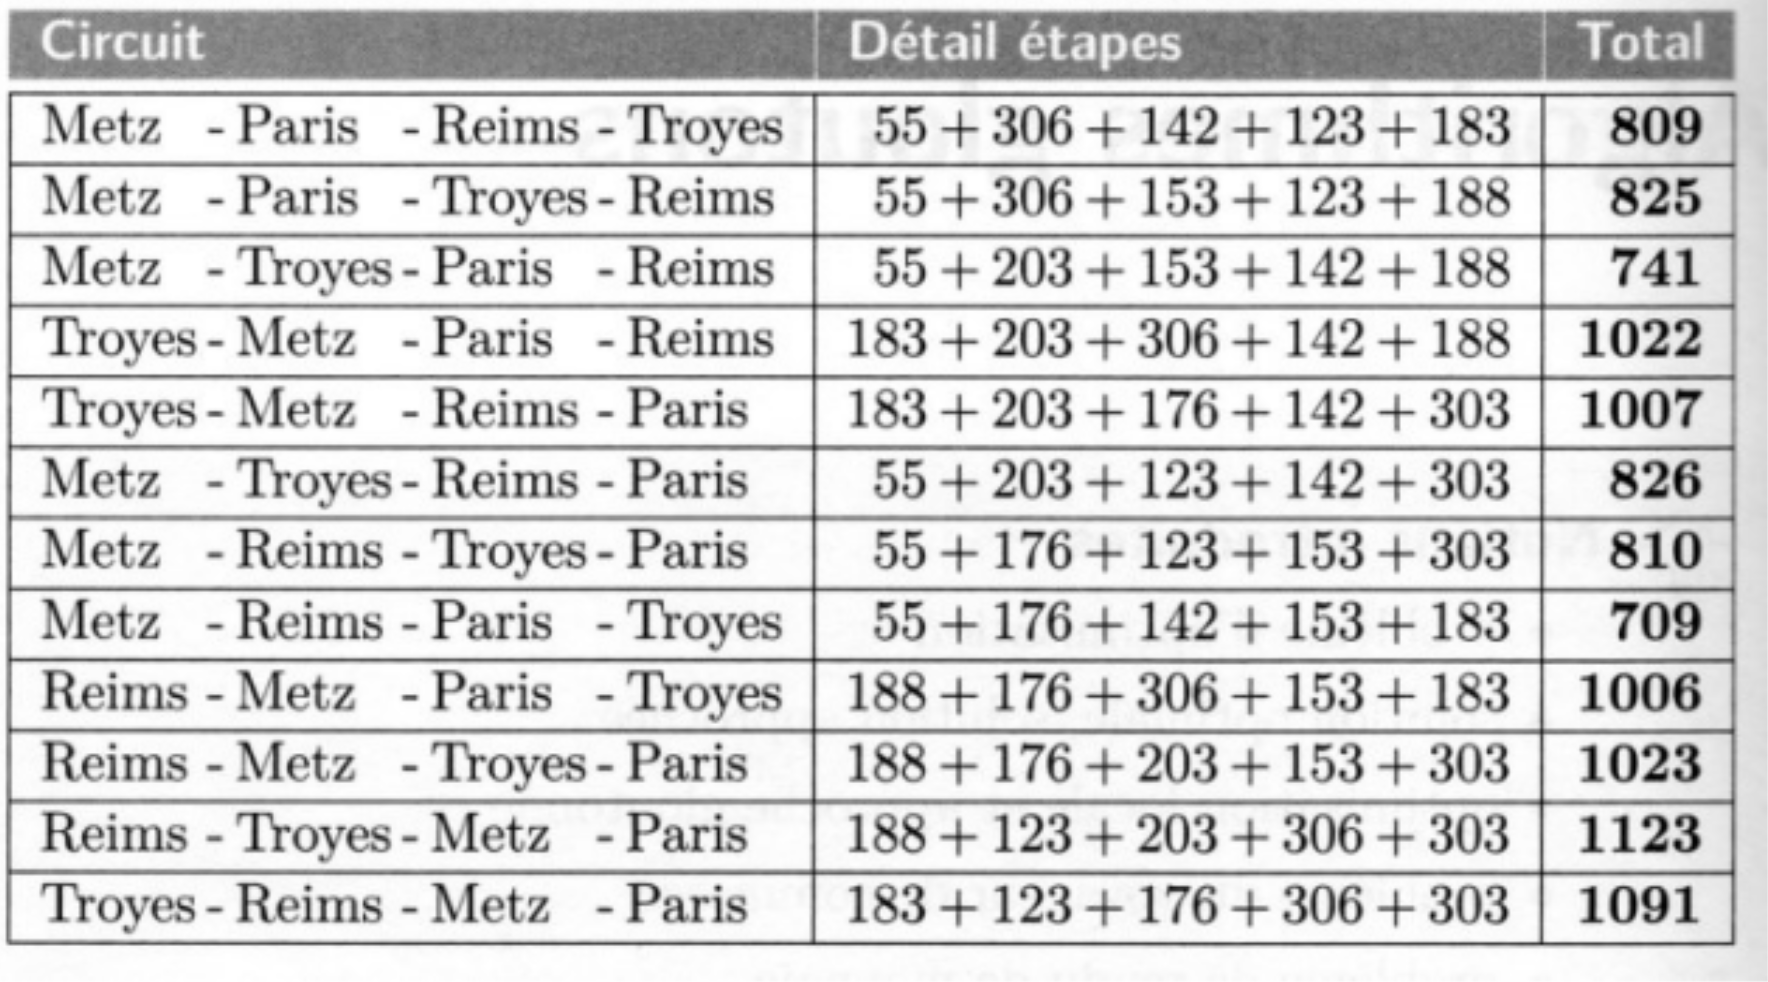 Circuit Détail étapes Total
Metz - Paris - Reims - Troyes 55 + 306 + 142 + 123 + 183 809
Metz - Paris - Troyes - Reims 55 + 306 + 153 + 123 + 188 825
Metz - Troyes - Paris - Reims 55 + 203 + 153 + 142 + 188 741
Troyes - Metz - Paris - Reims 183 + 203 + 306 + 142 + 188 1022
Troyes - Metz - Reims - Paris 183 + 203 + 176 + 142 + 303 1007
Metz - Troyes - Reims - Paris 55 + 203 + 123 + 142 + 303 826
Metz - Reims - Troyes - Paris 55 + 176 + 123 + 153 + 303 810
Metz - Reims - Paris - Troyes 55 + 176 + 142 + 153 + 183 709
Reims - Metz - Paris - Troyes 188 + 176 + 306 + 153 + 183 1006
Reims - Metz - Troyes - Paris 188 + 176 + 203 + 153 + 303 1023
Reims - Troyes - Metz - Paris 188 + 123 + 203 + 306 + 303 1123
Troyes - Reims - Metz - Paris 183 + 123 + 176 + 306 + 303 1091